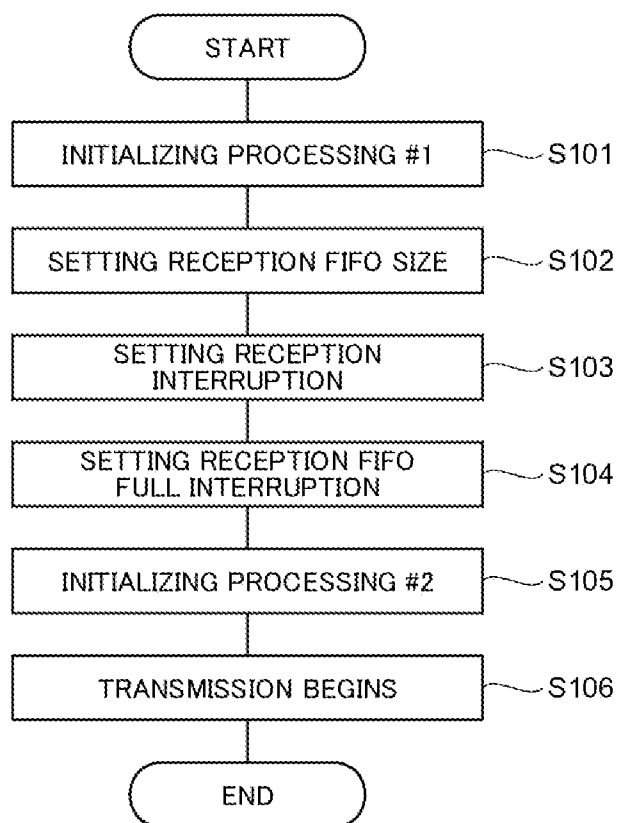 START
INITIALIZING PROCESSING #1
S101
SETTING RECEPTION FIFO SIZE
S102
SETTING RECEPTION
INTERRUPTION
S103
SETTING RECEPTION FIFO
FULL INTERRUPTION
S104
INITIALIZING PROCESSING #2
S105
TRANSMISSION BEGINS
S106
END